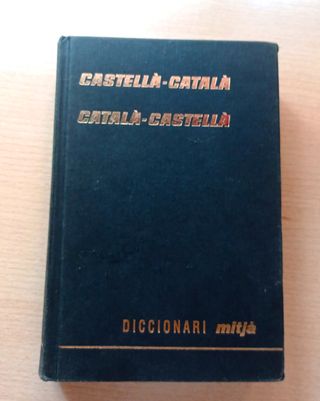 CASTELLÀ-CATALÀ
CATALÀ-CASTELLÀ
DICCIONARI mitjà